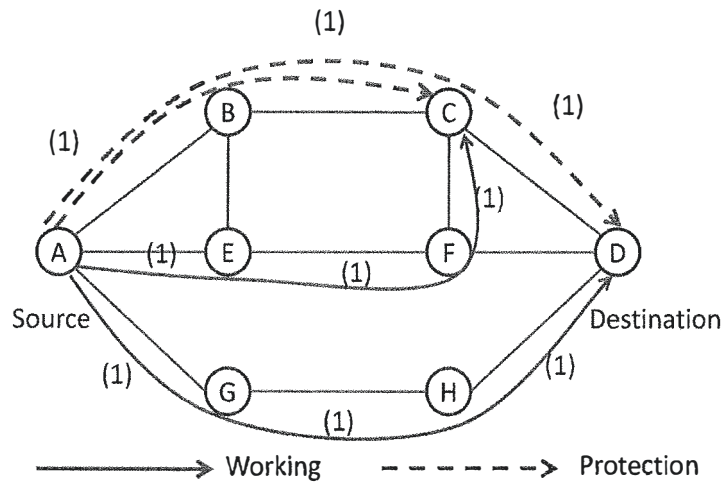 (1)
(1)
(1)
B
C
(1)
A
(1)
E
(1)
F
D
Source
Destination
(1)
(1)
G
H
(1)
Working
Protection